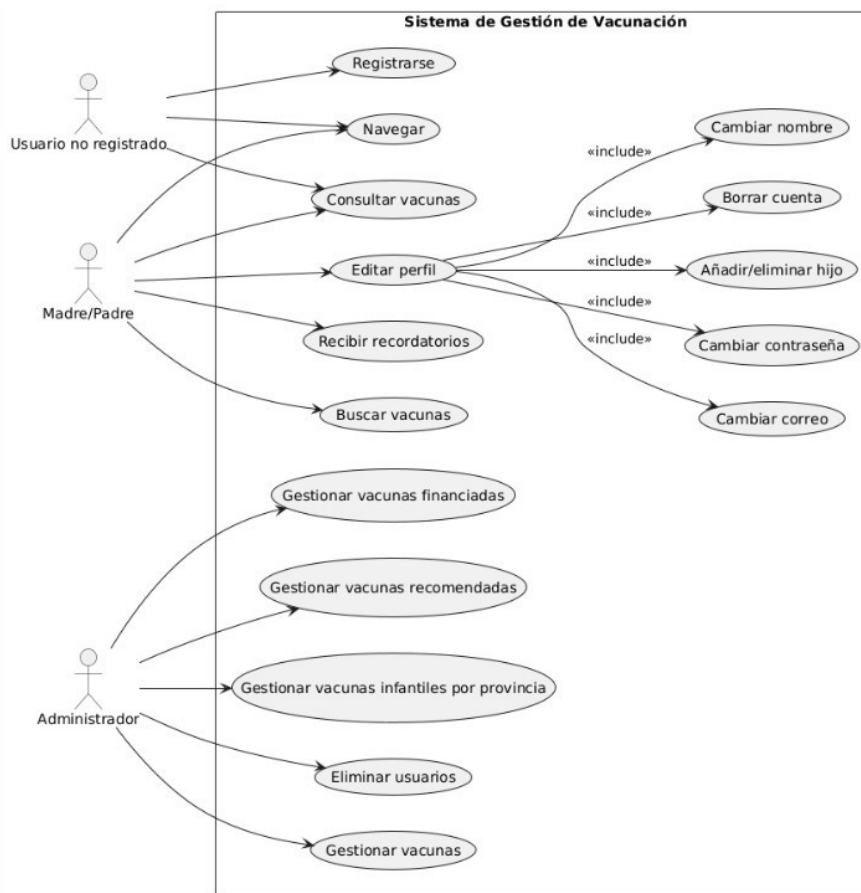 Sistema de Gestión de Vacunación
Registrarse
Usuario no registrado
Navegar
Cambiar nombre
«include»
Consultar vacunas
Borrar cuenta
«include»
Madre/Padre
Editar perfil
«include»
Añadir/eliminar hijo
«include»
Recibir recordatorios
Cambiar contraseña
«include»
Buscar vacunas
Cambiar correo
Gestionar vacunas financiadas
Gestionar vacunas recomendadas
Gestionar vacunas infantiles por provincia
Administrador
Eliminar usuarios
Gestionar vacunas